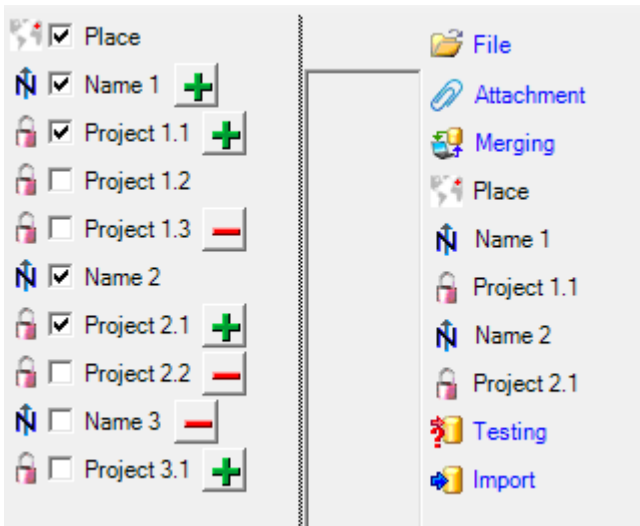 Place
Name 1
Project 1.1
Project 1.2
Project 1.3
Name 2
Project 2.1
Project 2.2
Name 3
Project 3.1
File
Attachment
Merging
Place
Name 1
Project 1.1
Name 2
Project 2.1
Testing
Import